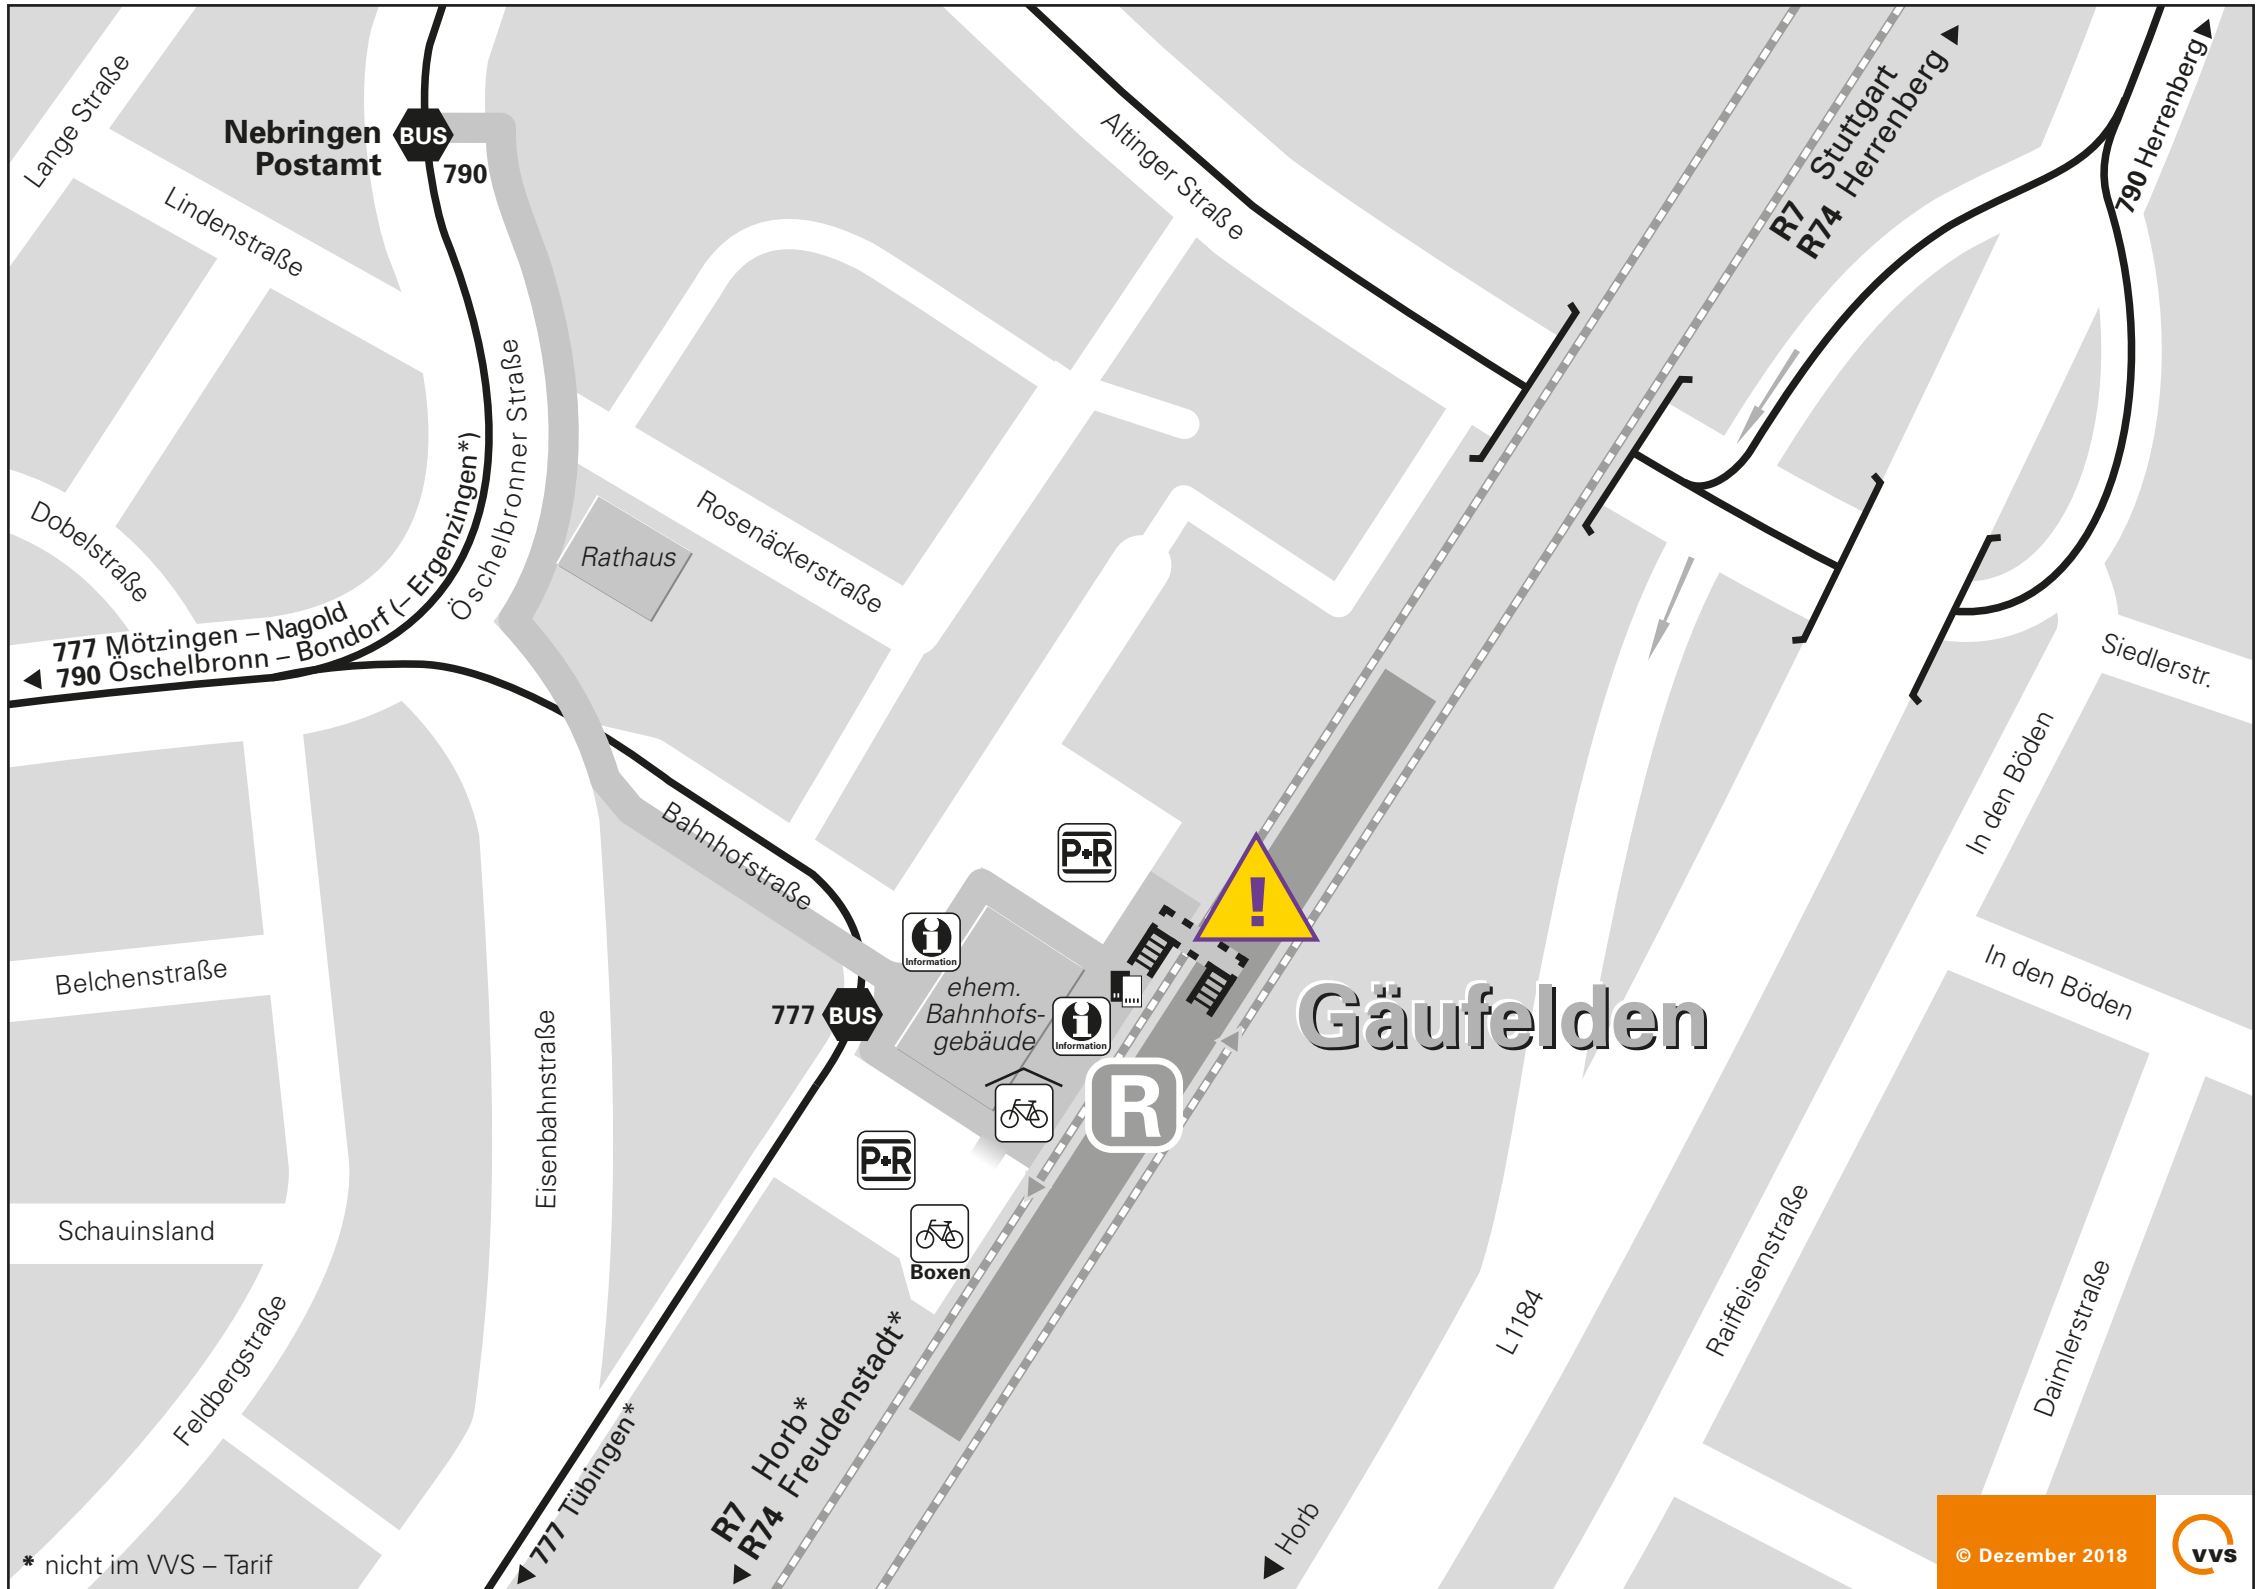 Lange Straße
Nebringen
Postamt
BUS
790
Lindenstraße
Altinger Straße
R7 Stuttgart
R74 Herrenberg
790 Herrenberg
Öschelbronner Straße
Dobelstraße
Rathaus
Rosenäckerstraße
777 Mötzingen – Nagold
790 Öschelbronn – Bondorf (– Ergenzingen*)
Siedlerstr.
In den Böden
Bahnhofstraße
P+R
!
Information
In den Böden
Belchenstraße
ehem.
Bahnhofs-
gebäude
777 BUS
Information
Gäufelden
Eisenbahnstraße
R
P+R
Schauinsland
Boxen
Feldbergstraße
L 1184
Raiffeisenstraße
Daimlerstraße
777 Tübingen*
R7 Horb*
R74 Freudenstadt*
Horb
* nicht im VVS – Tarif
© Dezember 2018
vvs